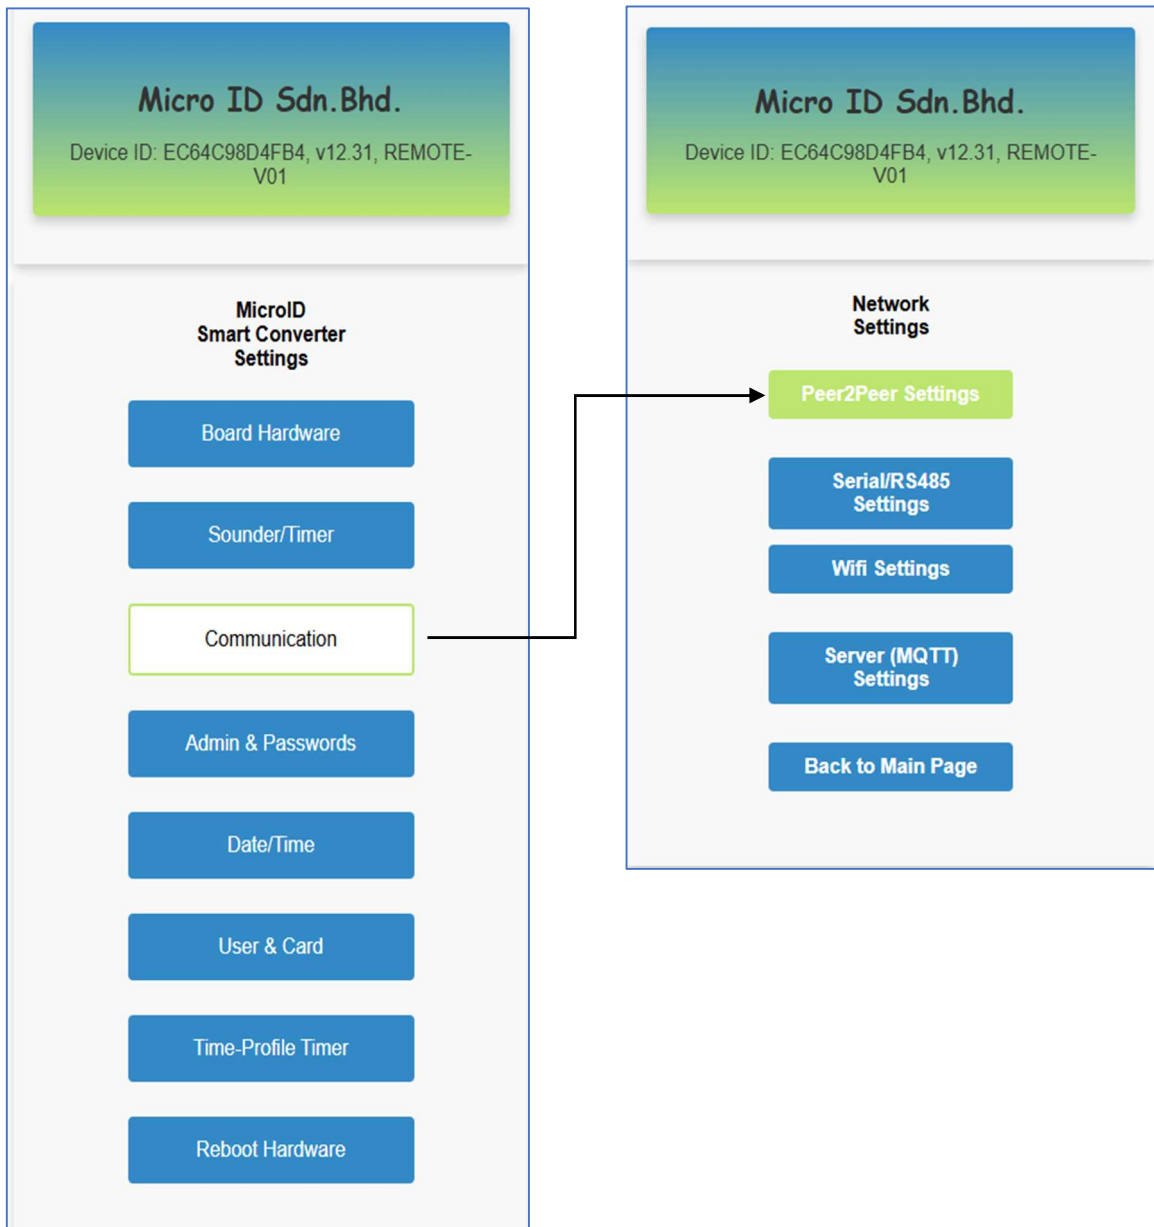 Micro ID Sdn.Bhd.
Device ID: EC64C98D4FB4, v12.31, REMOTE-
V01
MicroID
Smart Converter
Settings
Board Hardware
Sounder/Timer
Communication
Admin & Passwords
Date/Time
User & Card
Time-Profile Timer
Reboot Hardware
Micro ID Sdn.Bhd.
Device ID: EC64C98D4FB4, v12.31, REMOTE-
V01
Network
Settings
Peer2Peer Settings
Serial/RS485
Settings
Wifi Settings
Server (MQTT)
Settings
Back to Main Page